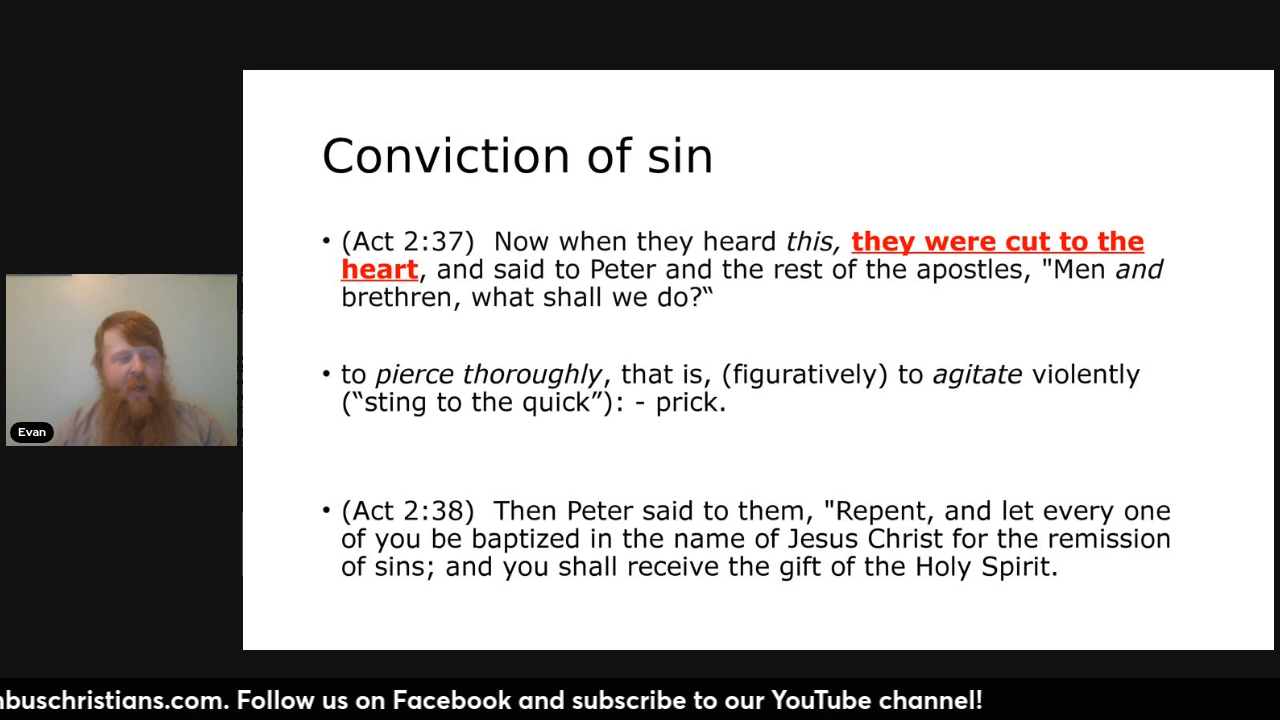 Conviction of sin
• (Act 2:37)  Now when they heard this, they were cut to the
heart, and said to Peter and the rest of the apostles, "Men and
brethren, what shall we do?“
• to pierce thoroughly, that is, (figuratively) to agitate violently
(“sting to the quick”): - prick.
• (Act 2:38)  Then Peter said to them, "Repent, and let every one
of you be baptized in the name of Jesus Christ for the remission
of sins; and you shall receive the gift of the Holy Spirit.
Evan
nbuschristians.com. Follow us on Facebook and subscribe to our YouTube channel!